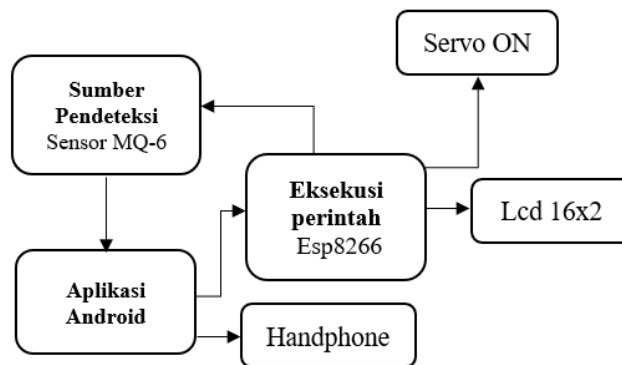 Servo ON
Sumber
Pendeteksi
Sensor MQ-6
Eksekusi
perintah
Esp8266
Lcd 16x2
Aplikasi
Android
Handphone